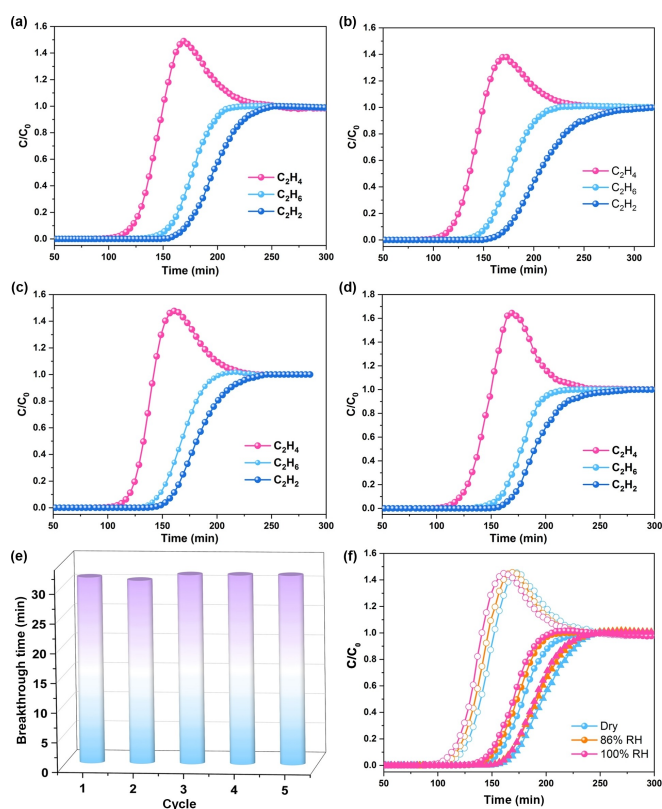 (a)
C/C₀
1.6
1.4
1.2
1.0
0.8
0.6
0.4
0.2
0.0
C₂H₄
C₂H₆
C₂H₂
50 100 150 200 250 300
Time (min)
(b)
C/C₀
1.6
1.4
1.2
1.0
0.8
0.6
0.4
0.2
0.0
C₂H₄
C₂H₆
C₂H₂
50 100 150 200 250 300
Time (min)
(c)
C/C₀
1.6
1.4
1.2
1.0
0.8
0.6
0.4
0.2
0.0
C₂H₄
C₂H₆
C₂H₂
50 100 150 200 250 300
Time (min)
(d)
C/C₀
1.8
1.6
1.4
1.2
1.0
0.8
0.6
0.4
0.2
0.0
C₂H₄
C₂H₆
C₂H₂
50 100 150 200 250 300
Time (min)
(e)
Breakthrough time (min)
30
25
20
15
10
5
0
1 2 3 4 5
Cycle
(f)
C/C₀
1.6
1.4
1.2
1.0
0.8
0.6
0.4
0.2
0.0
Dry
86% RH
100% RH
50 100 150 200 250 300
Time (min)